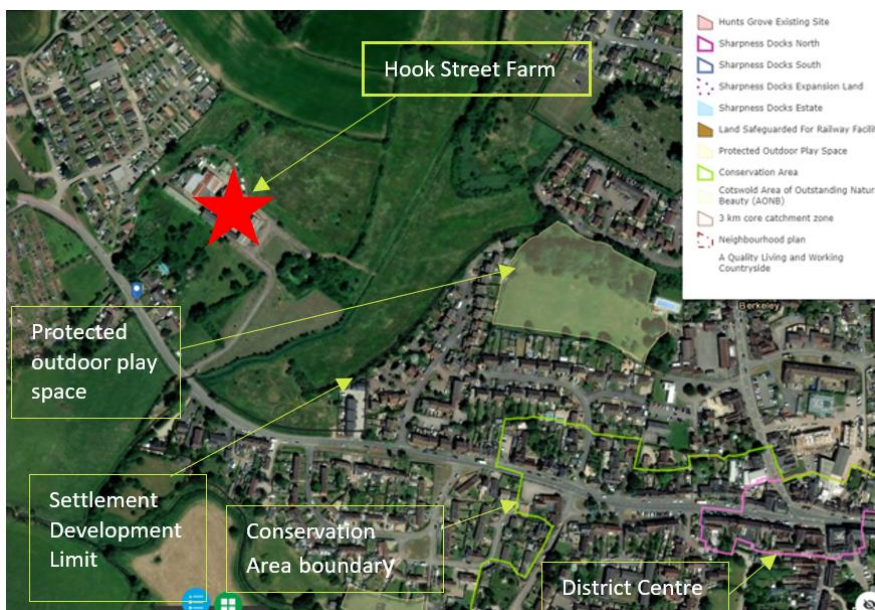 Hook Street Farm
Hunts Grove Existing Site
Sharpness Docks North
Sharpness Docks South
Sharpness Docks Expansion Land
Sharpness Docks Estate
Land Safeguarded For Railway Facilit
Protected Outdoor Play Space
Conservation Area
Cotswold Area of Outstanding Natur
Beauty (AONB)
3 km core catchment zone
Neighbourhood plan
A Quality Living and Working
Countryside
Berkeley
Protected
outdoor play
space
Settlement
Development
Limit
Conservation
Area boundary
District Centre